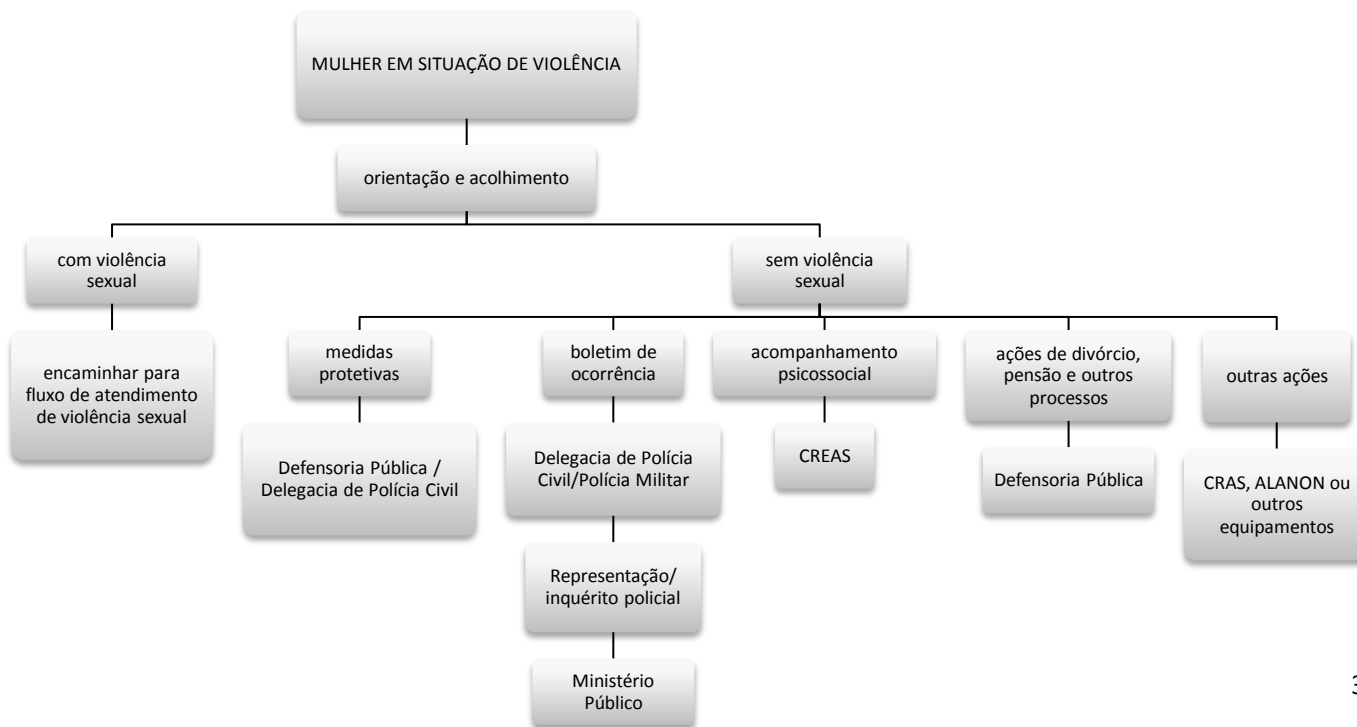 MULHER EM SITUAÇÃO DE VIOLÊNCIA
orientação e acolhimento
com violência
sexual
sem violência
sexual
encaminhar para
fluxo de atendimento
de violência sexual
medidas
protetivas
boletim de
ocorrência
acompanhamento
psicossocial
ações de divórcio,
pensão e outros
processos
outras ações
Defensoria Pública /
Delegacia de Polícia Civil
Delegacia de Polícia
Civil/Polícia Militar
CREAS
Defensoria Pública
CRAS, ALANON ou
outros
equipamentos
Representação/
inquérito policial
Ministério
Público
3